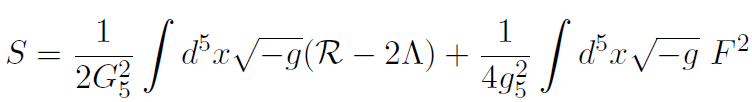 $S = \frac{1}{2G_5^2} \int d^5x \sqrt{-g} (\mathcal{R} - 2\Lambda) + \frac{1}{4g_5^2} \int d^5x \sqrt{-g} \ F^2$